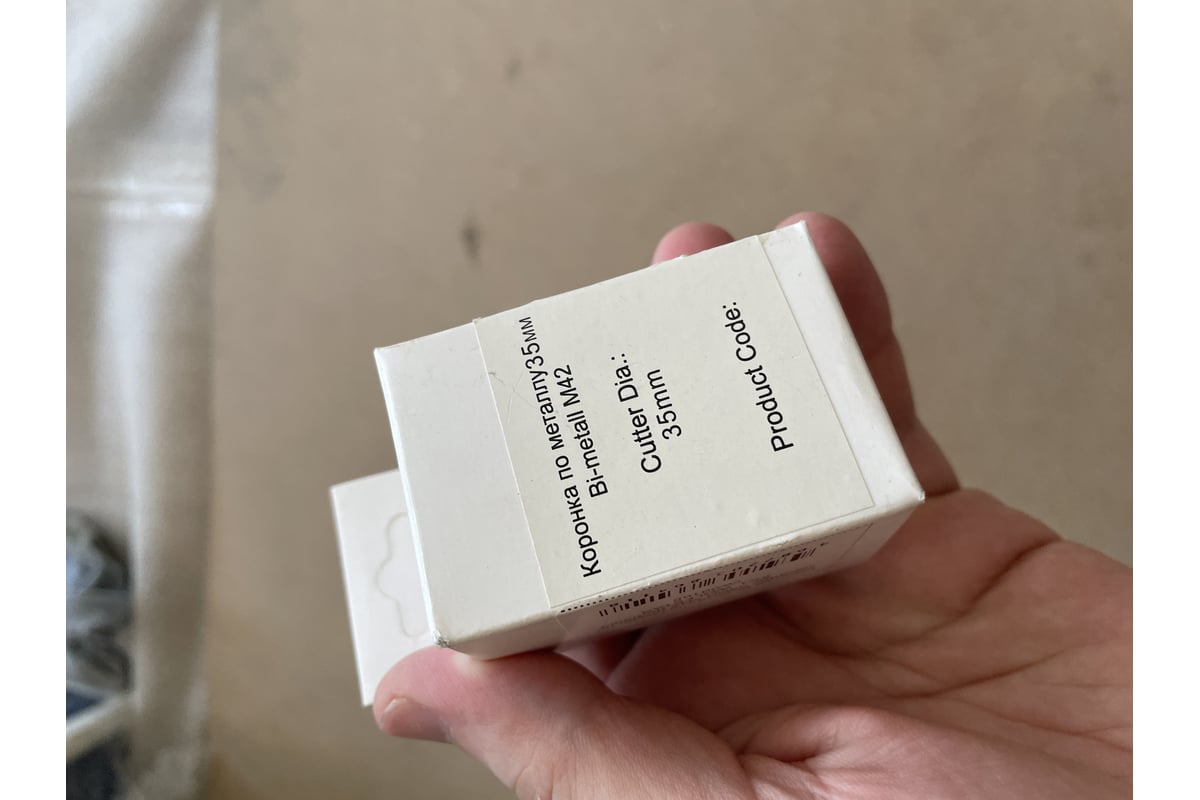 Коронка по металлу35мм
Bi-metall M42
Cutter Dia.:
35mm
Product Code: